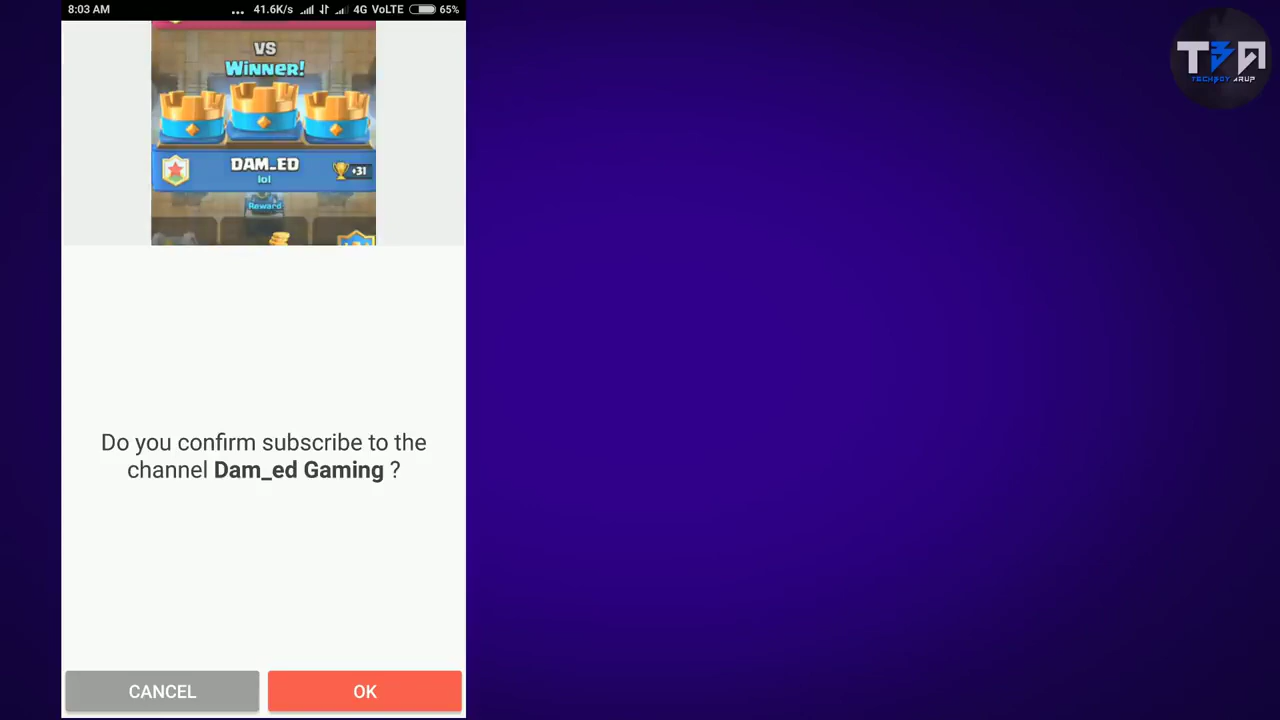 8:03 AM ... 41.6K/s 4G VoLTE 65%
VS
Winner!
DAM_ED
lol
+31
Reward
Do you confirm subscribe to the
channel Dam_ed Gaming ?
CANCEL OK
TBA